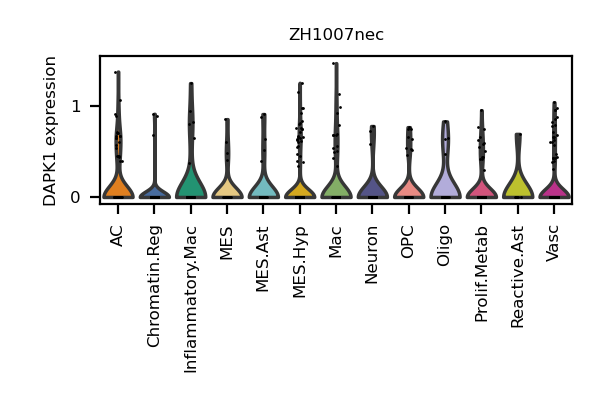 ZH1007nec
DAPK1 expression
1
0
AC
Chromatin.Reg
Inflammatory.Mac
MES
MES.Ast
MES.Hyp
Mac
Neuron
OPC
Oligo
Prolif.Metab
Reactive.Ast
Vasc